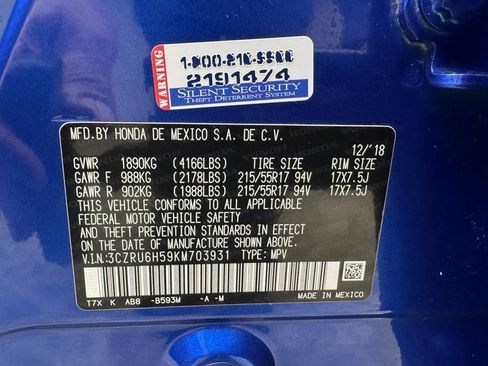 WARNING
2191474
SILENT SECURITY
THEFT DETERRENT SYSTEM
MFD.BY HONDA DE MEXICO S.A. DE C.V.
12/'18
GVWR 1890KG (4166LBS) TIRE SIZE RIM SIZE
GAWR F 988KG (2178LBS) 215/55R17 94V 17X7.5J
GAWR R 902KG (1988LBS) 215/55R17 94V 17X7.5J
THIS VEHICLE CONFORMS TO ALL APPLICABLE
FEDERAL MOTOR VEHICLE SAFETY AND
THEFT PREVENTION STANDARDS IN EFFECT ON
THE DATE OF MANUFACTURE SHOWN ABOVE.
V.I.N:3CZRU6H59KM703931 TYPE: MPV
T7X K AB8 -B593M -A -M
MADE IN MEXICO